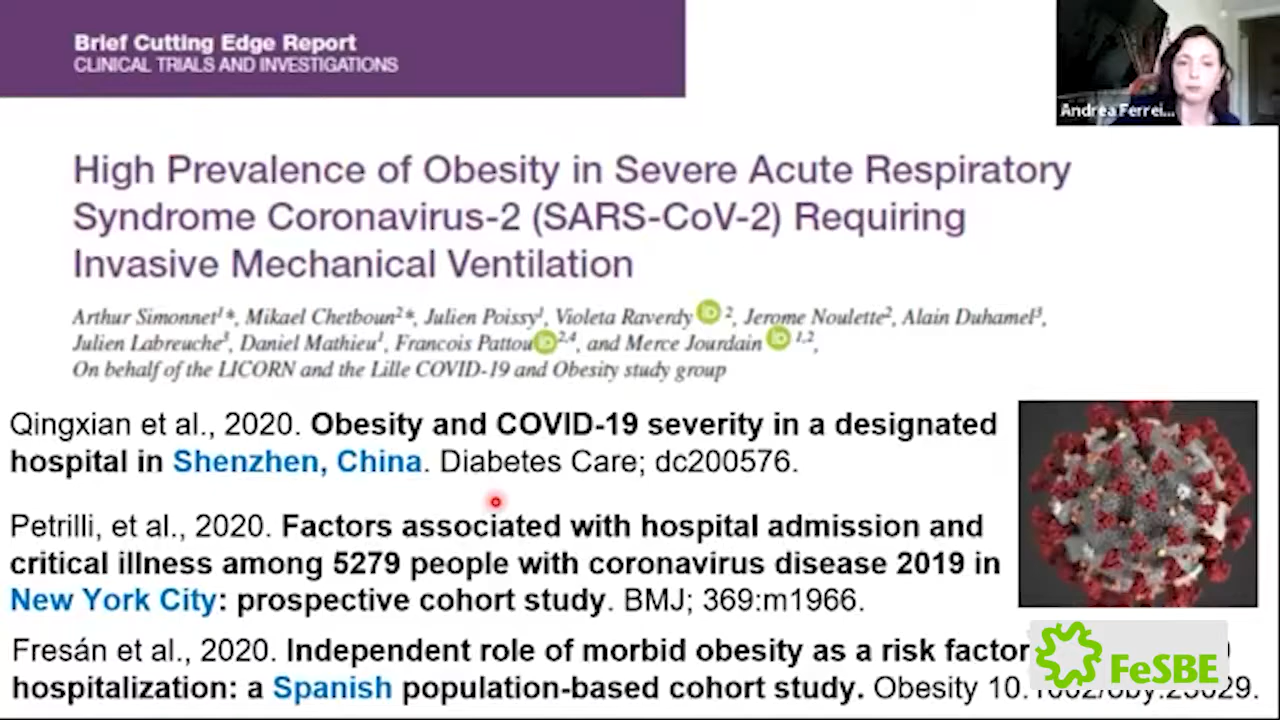 Brief Cutting Edge Report
CLINICAL TRIALS AND INVESTIGATIONS
Andrea Ferrei...
High Prevalence of Obesity in Severe Acute Respiratory
Syndrome Coronavirus-2 (SARS-CoV-2) Requiring
Invasive Mechanical Ventilation
Arthur Simonnet¹*, Mikael Chetboun²*, Julien Poissy¹, Violeta Raverdy iD ², Jerome Noulette², Alain Duhamel³,
Julien Labreuche³, Daniel Mathieu¹, Francois Pattou iD ²,⁴, and Merce Jourdain iD ¹,²,
On behalf of the LICORN and the Lille COVID-19 and Obesity study group
Qingxian et al., 2020. Obesity and COVID-19 severity in a designated
hospital in Shenzhen, China. Diabetes Care; dc200576.
Petrilli, et al., 2020. Factors associated with hospital admission and
critical illness among 5279 people with coronavirus disease 2019 in
New York City: prospective cohort study. BMJ; 369:m1966.
Fresán et al., 2020. Independent role of morbid obesity as a risk factor
hospitalization: a Spanish population-based cohort study. Obesity
FeSBE